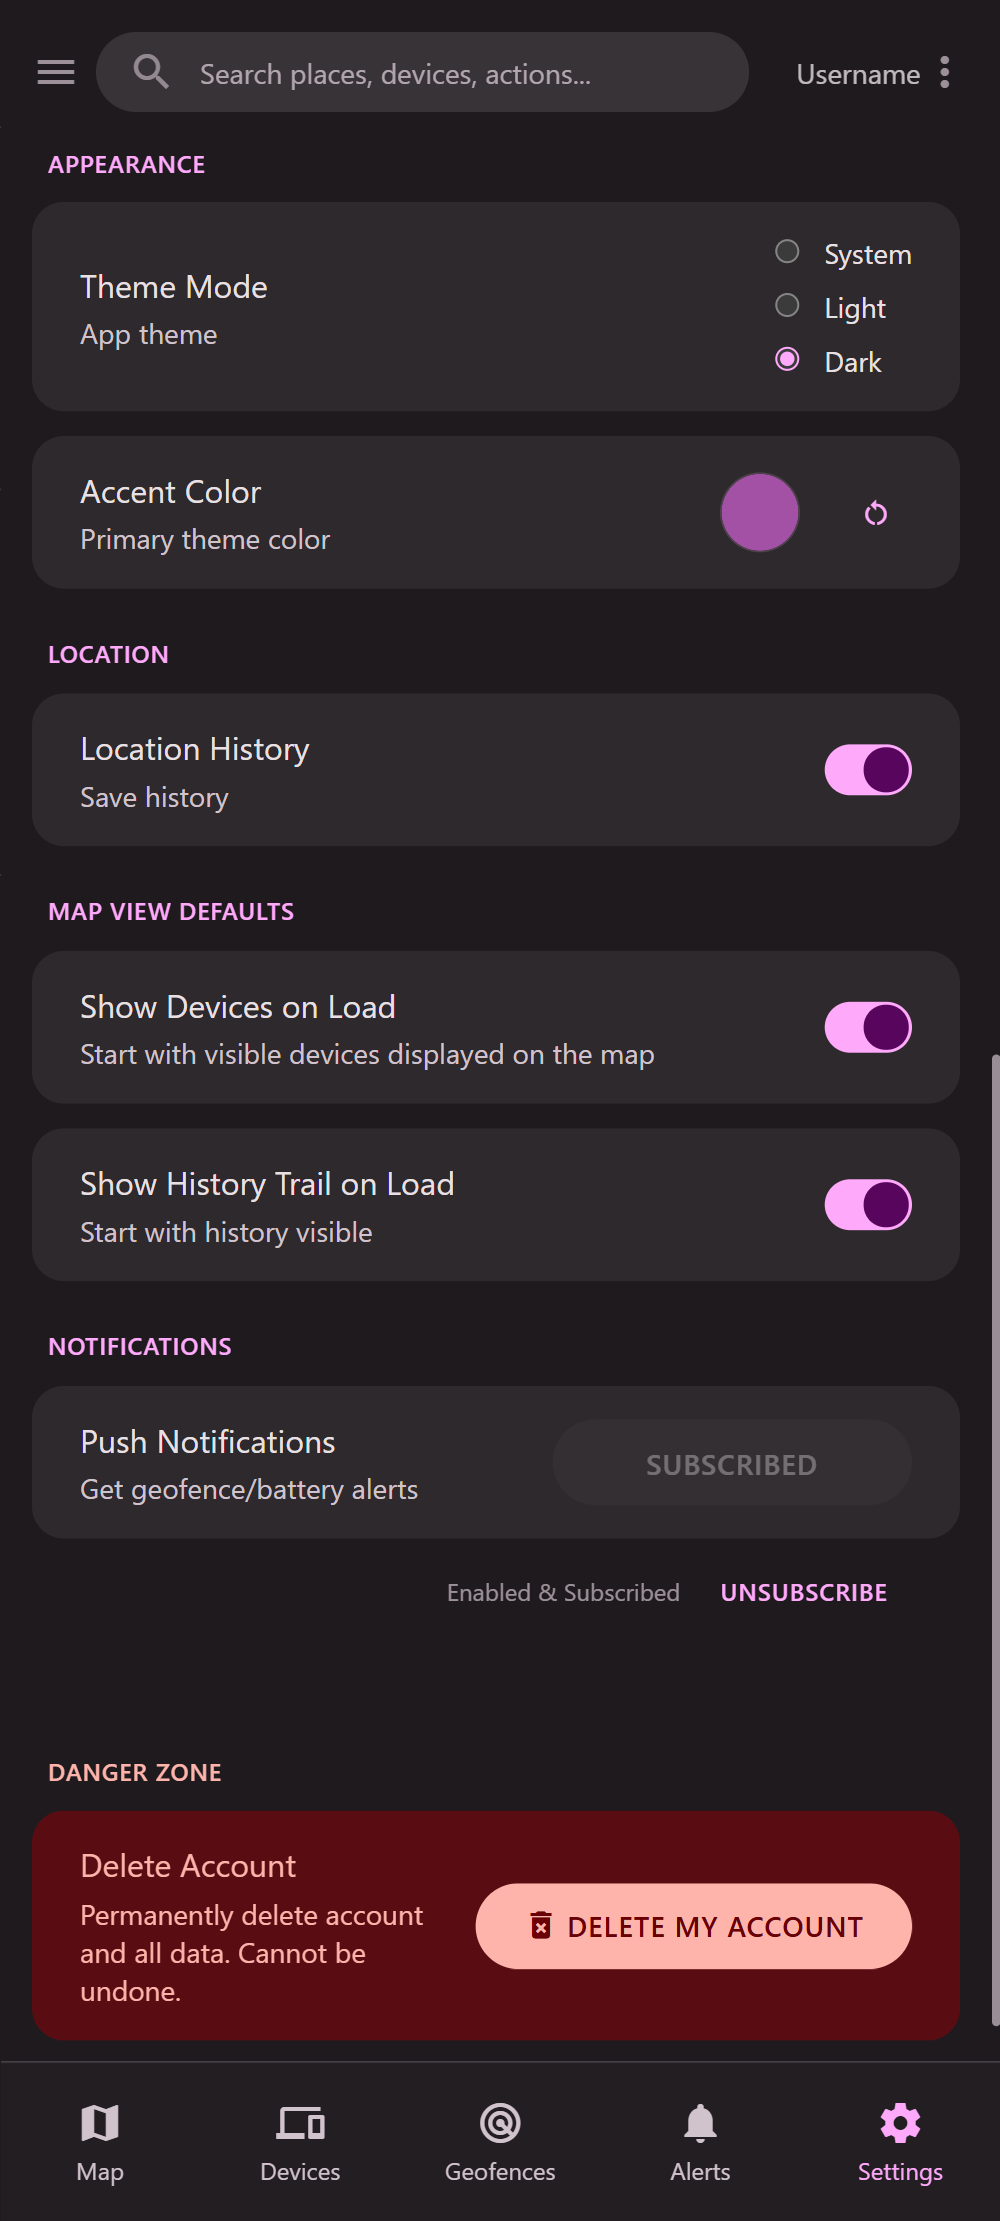 Search places, devices, actions...
Username
APPEARANCE
Theme Mode
App theme
System
Light
Dark
Accent Color
Primary theme color
LOCATION
Location History
Save history
MAP VIEW DEFAULTS
Show Devices on Load
Start with visible devices displayed on the map
Show History Trail on Load
Start with history visible
NOTIFICATIONS
Push Notifications
Get geofence/battery alerts
SUBSCRIBED
Enabled & Subscribed
UNSUBSCRIBE
DANGER ZONE
Delete Account
Permanently delete account
and all data. Cannot be
undone.
DELETE MY ACCOUNT
Map
Devices
Geofences
Alerts
Settings